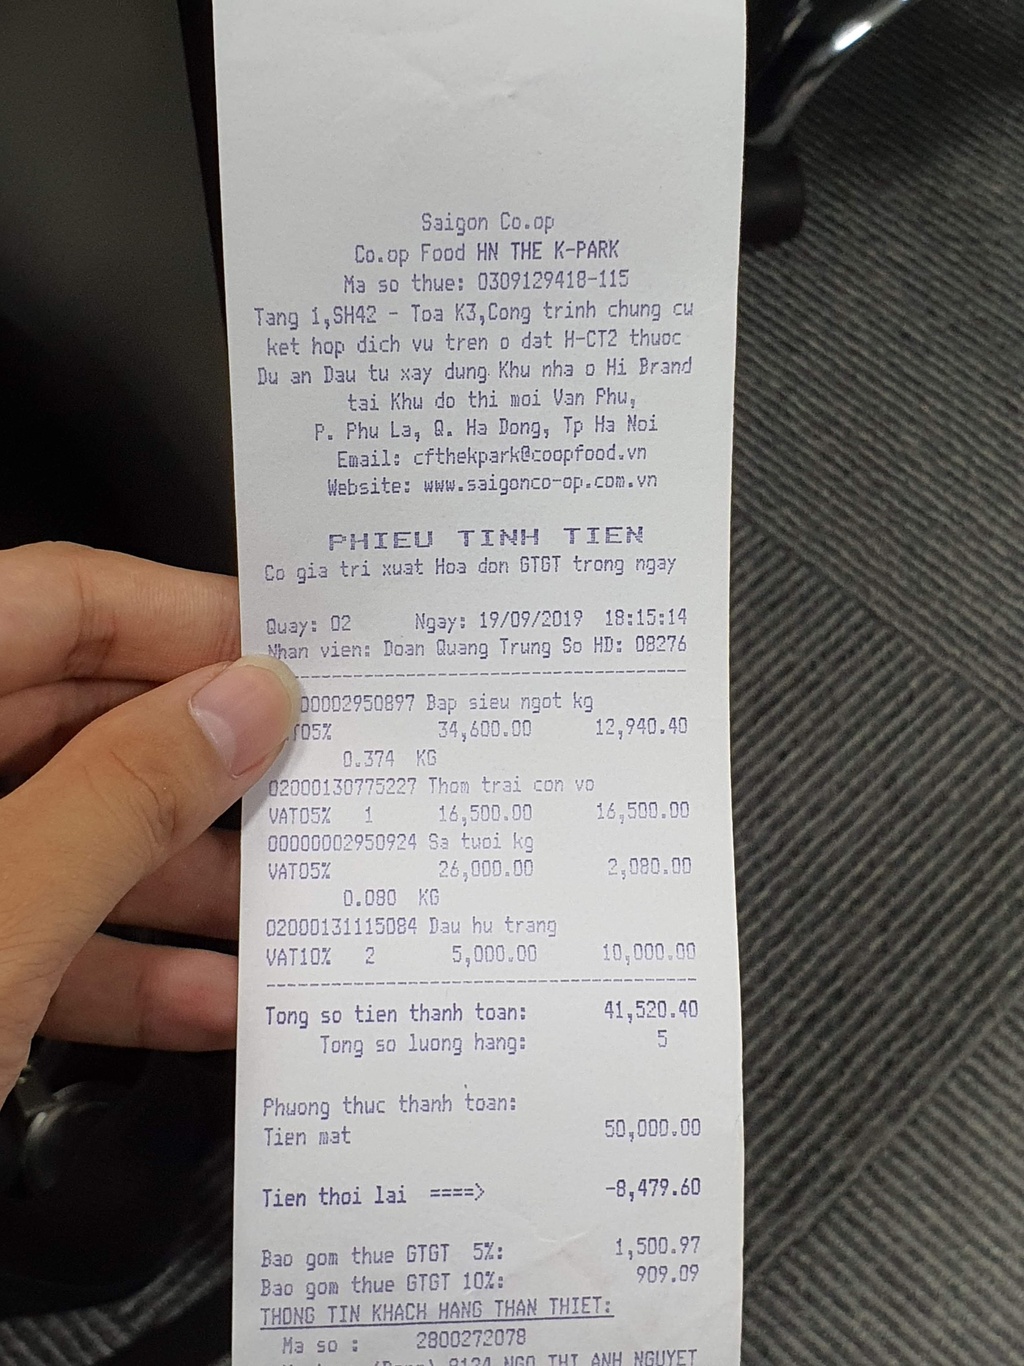 Saigon Co.op
Co.op Food HN THE K-PARK
Ma so thue: 0309129418-115
Tang 1,SH42 - Toa K3,Cong trinh chung cu
ket hop dich vu tren o dat H-CT2 thuoc
Du an Dau tu xay dung Khu nha o Hi Brand
tai Khu do thi moi Van Phu,
P. Phu La, Q. Ha Dong, Tp Ha Noi
Email: cfthekpark@coopfood.vn
Website: www.saigonco-op.com.vn
PHIEU TINH TIEN
Co gia tri xuat Hoa don GTGT trong ngay
Quay: 02 Ngay: 19/09/2019 18:15:14
Nhan vien: Doan Quang Trung So HD: 08276
00002950897 Bap sieu ngot kg
T05% 34,600.00 12,940.40
0.374 KG
02000130775227 Thom trai con vo
VAT05% 1 16,500.00 16,500.00
00000002950924 Sa tuoi kg
VAT05% 26,000.00 2,080.00
0.080 KG
02000131115084 Dau hu trang
VAT10% 2 5,000.00 10,000.00
Tong so tien thanh toan: 41,520.40
Tong so luong hang: 5
Phuong thuc thanh toan:
Tien mat 50,000.00
Tien thoi lai ====> -8,479.60
Bao gom thue GTGT 5%: 1,500.97
Bao gom thue GTGT 10%: 909.09
THONG TIN KHACH HANG THAN THIET:
Ma so : 2800272078
NGO THI ANH NGUYET